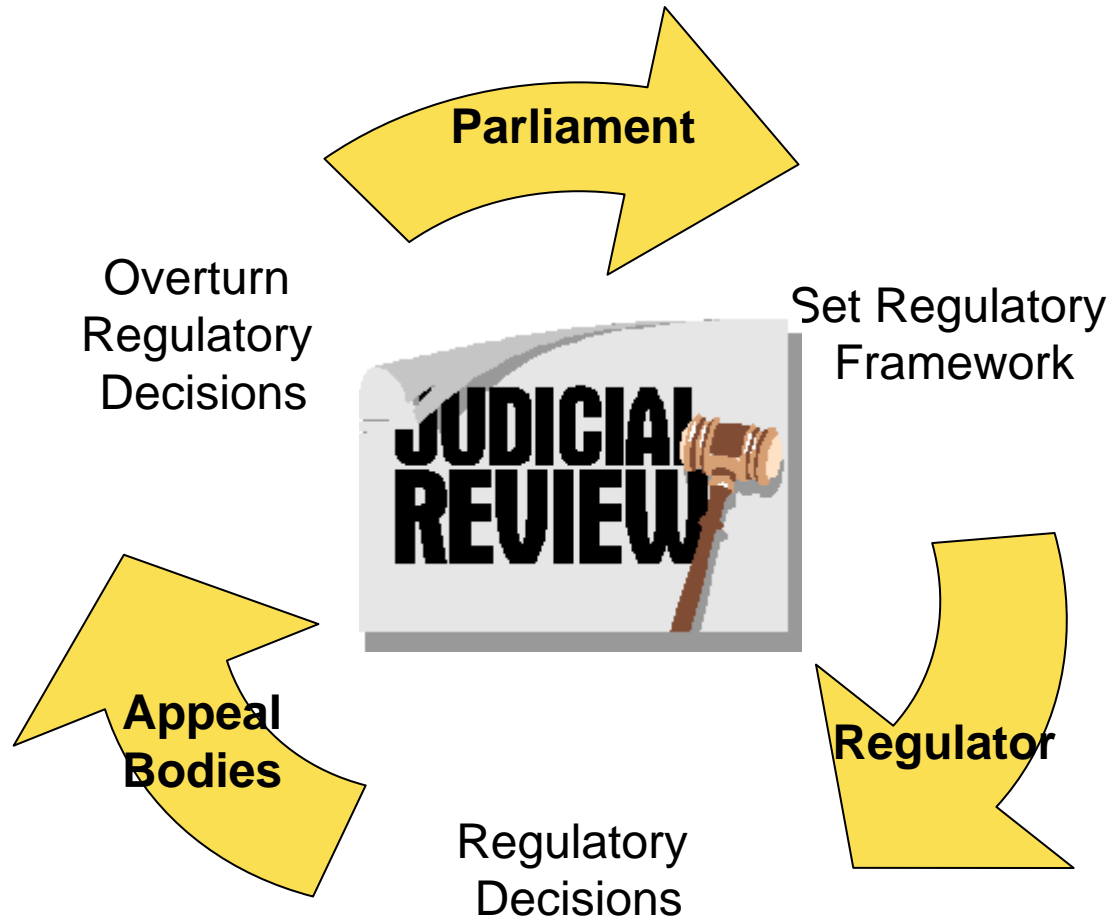 Parliament
Overturn
Regulatory
Decisions
Set Regulatory
Framework
JUDICIAL
REVIEW
Appeal
Bodies
Regulator
Regulatory
Decisions